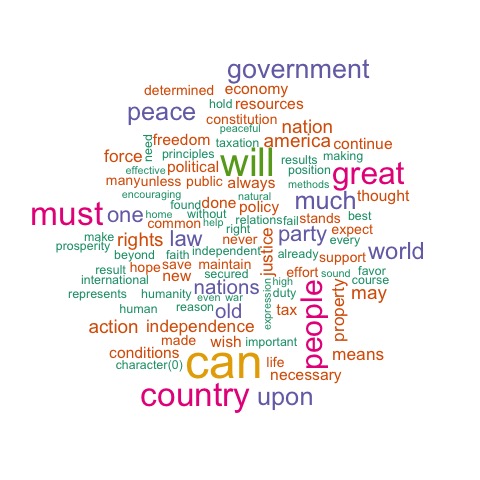 government
determined economy
hold resources
peace constitution
peaceful nation
need freedom taxation america continue
force principles will results making
effective political position great
many unless public always methods
encouraging natural much thought
must one home found done policy
common without help relations fail stands best
make rights law right never party expect every
prosperity beyond faith independent justice already support world
result hope save maintain
international new secured effort sound favor
represents humanity nations high duty course
even war may
human reason old expression tax people property
action independence
made wish important
conditions can means
character(0) life
necessary
country upon